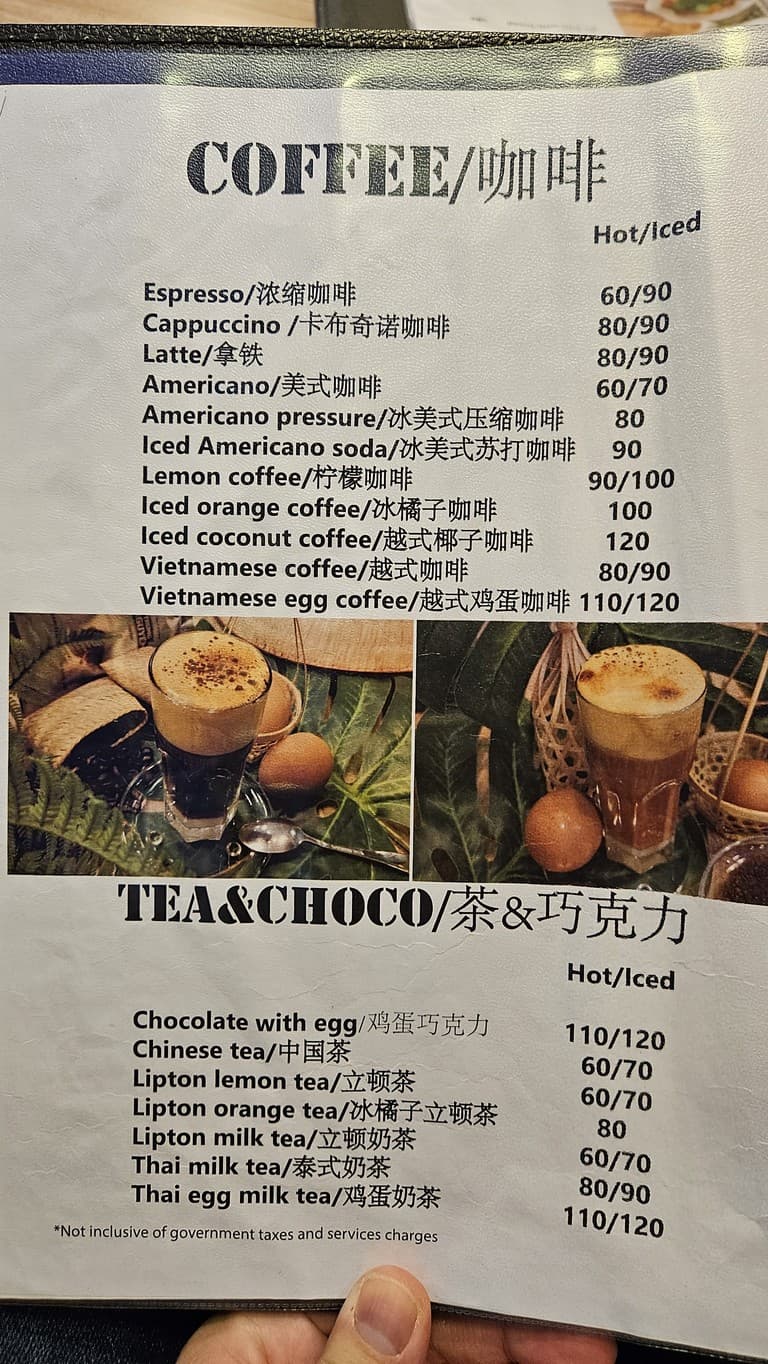 COFFEE/咖啡
Hot/Iced
Espresso/浓缩咖啡 60/90
Cappuccino /卡布奇诺咖啡 80/90
Latte/拿铁 80/90
Americano/美式咖啡 60/70
Americano pressure/冰美式压缩咖啡 80
Iced Americano soda/冰美式苏打咖啡 90
Lemon coffee/柠檬咖啡 90/100
Iced orange coffee/冰橘子咖啡 100
Iced coconut coffee/越式椰子咖啡 120
Vietnamese coffee/越式咖啡 80/90
Vietnamese egg coffee/越式鸡蛋咖啡 110/120
TEA&CHOCO/茶&巧克力
Hot/Iced
Chocolate with egg/鸡蛋巧克力 110/120
Chinese tea/中国茶 60/70
Lipton lemon tea/立顿茶 60/70
Lipton orange tea/冰橘子立顿茶 80
Lipton milk tea/立顿奶茶 60/70
Thai milk tea/泰式奶茶 80/90
Thai egg milk tea/鸡蛋奶茶 110/120
*Not inclusive of government taxes and services charges